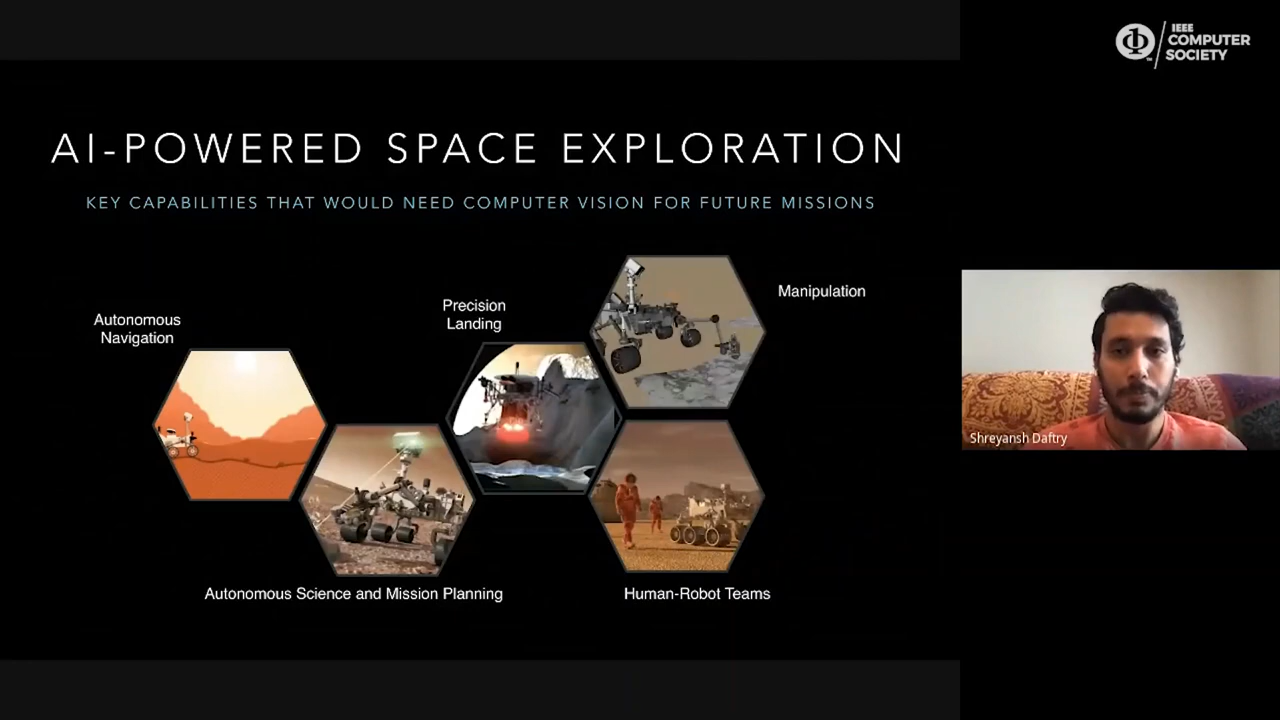 IEEE
COMPUTER
SOCIETY
AI-POWERED SPACE EXPLORATION
KEY CAPABILITIES THAT WOULD NEED COMPUTER VISION FOR FUTURE MISSIONS
Autonomous
Navigation
Precision
Landing
Manipulation
Autonomous Science and Mission Planning
Human-Robot Teams
Shreyansh Daftry